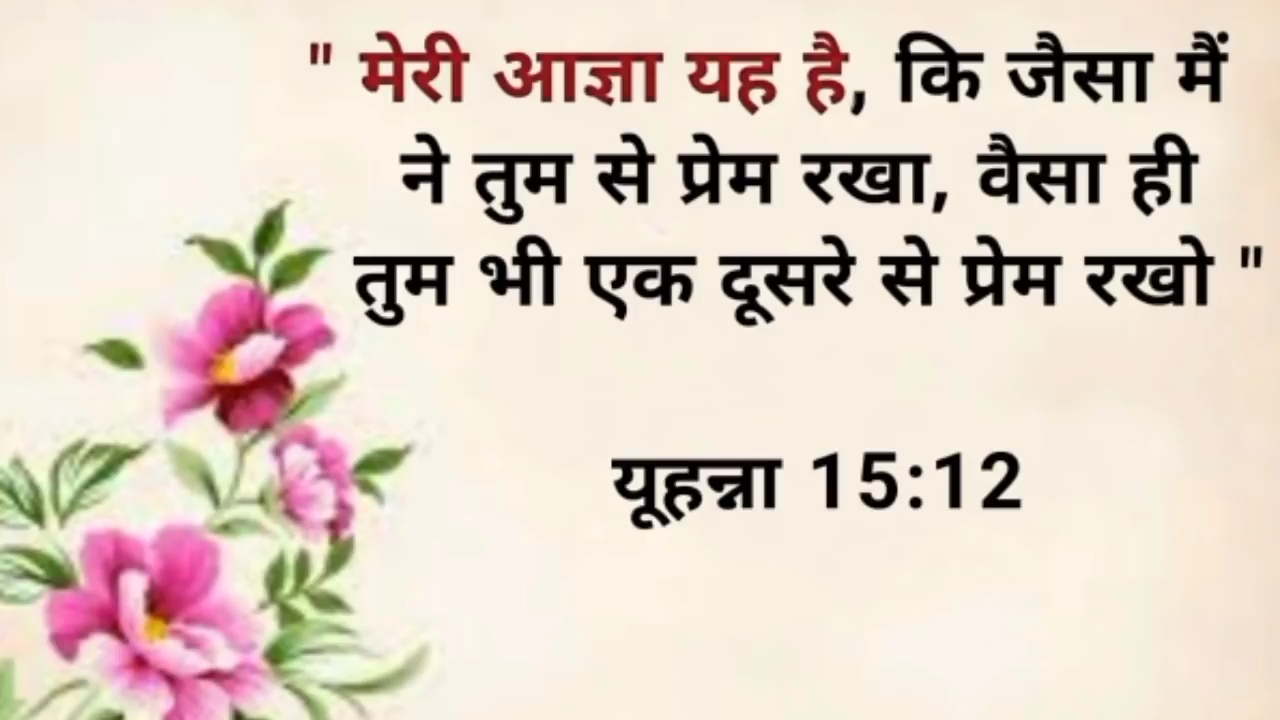 " मेरी आज्ञा यह है, कि जैसा मैं
ने तुम से प्रेम रखा, वैसा ही
तुम भी एक दूसरे से प्रेम रखो "
यूहन्ना 15:12